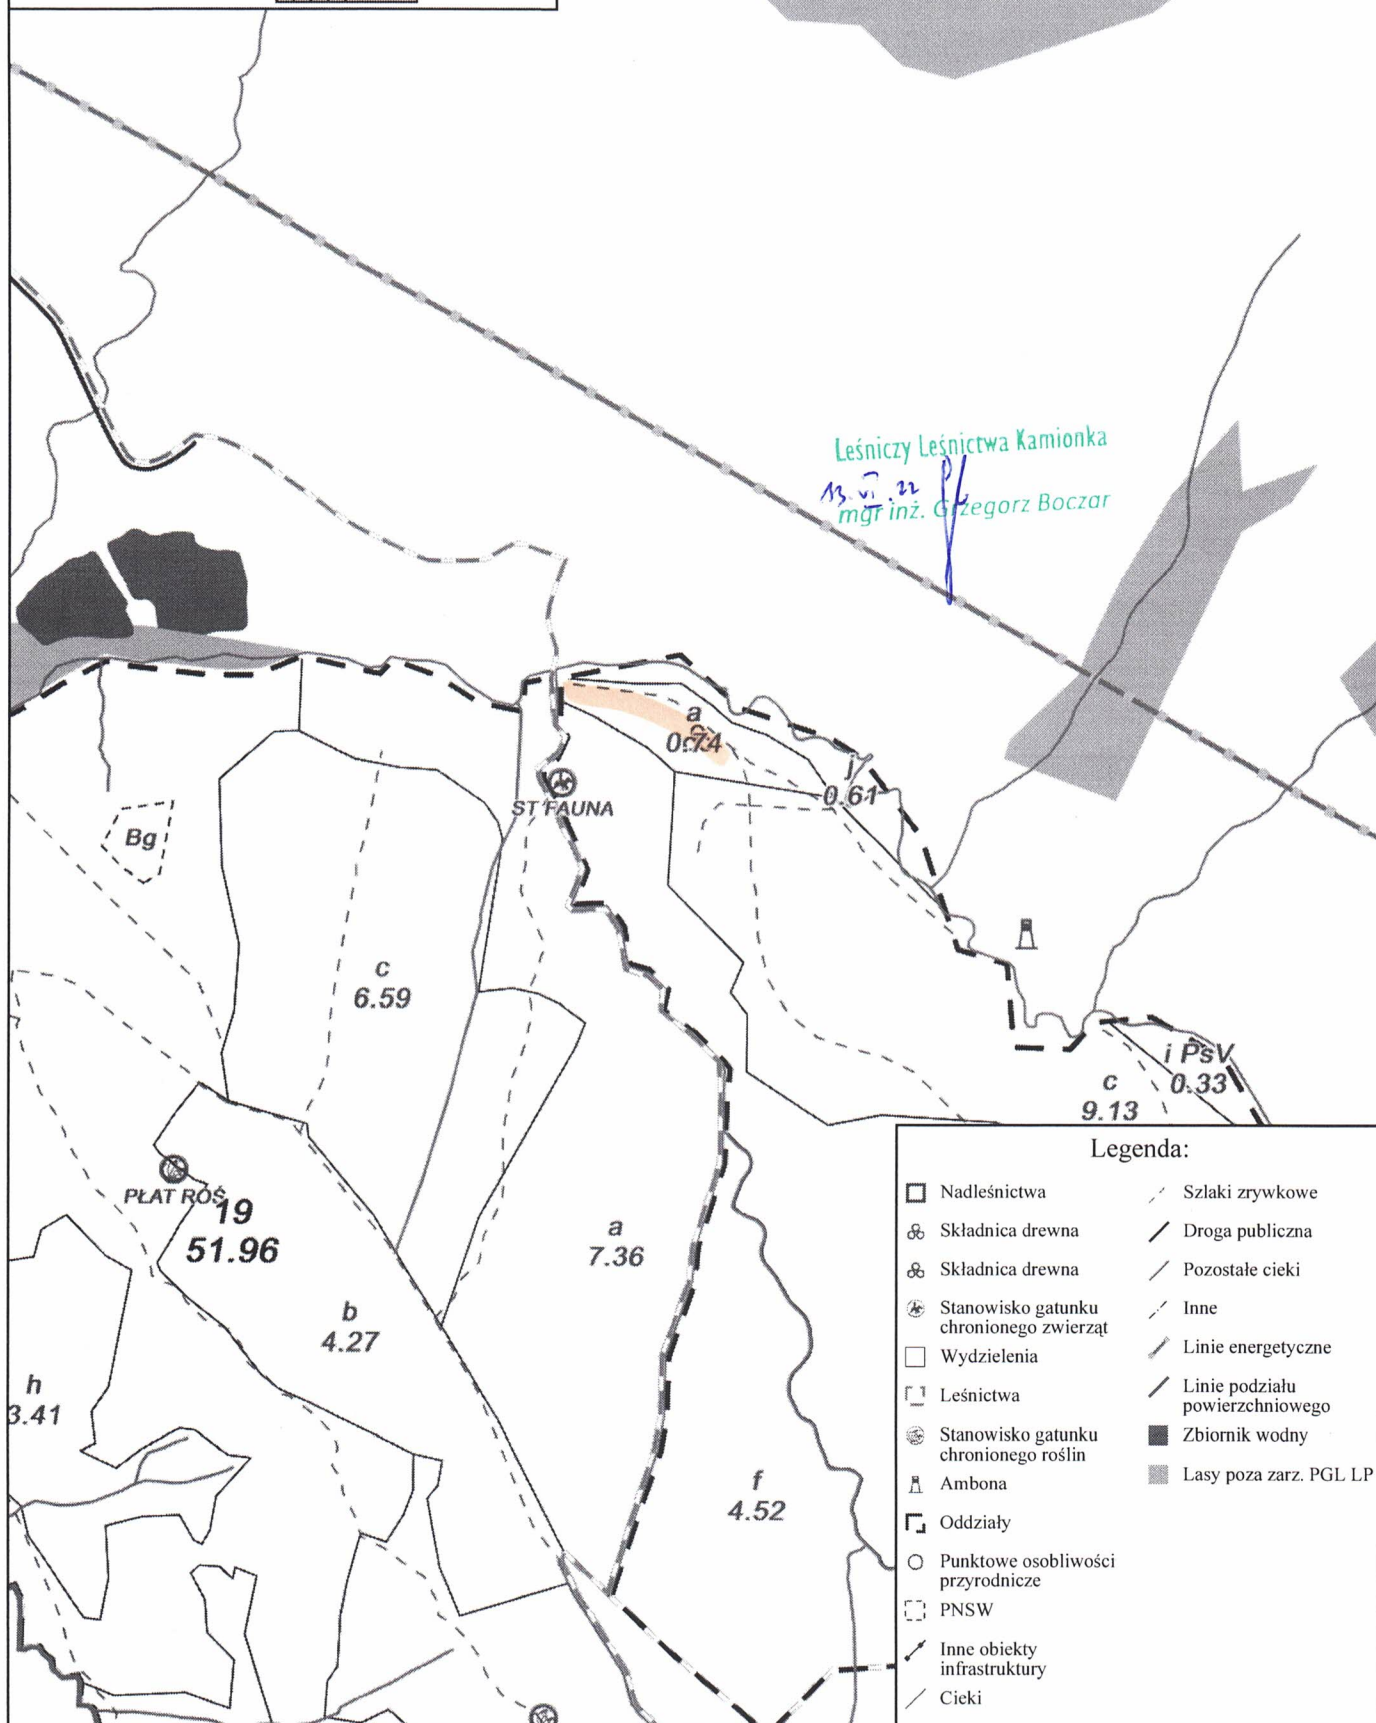 Leśniczy Leśnictwa Kamionka
13.VI.22
mgr inż. Grzegorz Boczar
a
0.74
j
0.61
ST FAUNA
Bg
c
6.59
i PsV
0.33
c
9.13
PŁAT ROŚ
19
51.96
a
7.36
b
4.27
h
3.41
f
4.52
Legenda:
Nadleśnictwa
Składnica drewna
Składnica drewna
Stanowisko gatunku
chronionego zwierząt
Wydzielenia
Leśnictwa
Stanowisko gatunku
chronionego roślin
Ambona
Oddziały
Punktowe osobliwości
przyrodnicze
PNSW
Inne obiekty
infrastruktury
Cieki
Szlaki zrywkowe
Droga publiczna
Pozostałe cieki
Inne
Linie energetyczne
Linie podziału
powierzchniowego
Zbiornik wodny
Lasy poza zarz. PGL LP